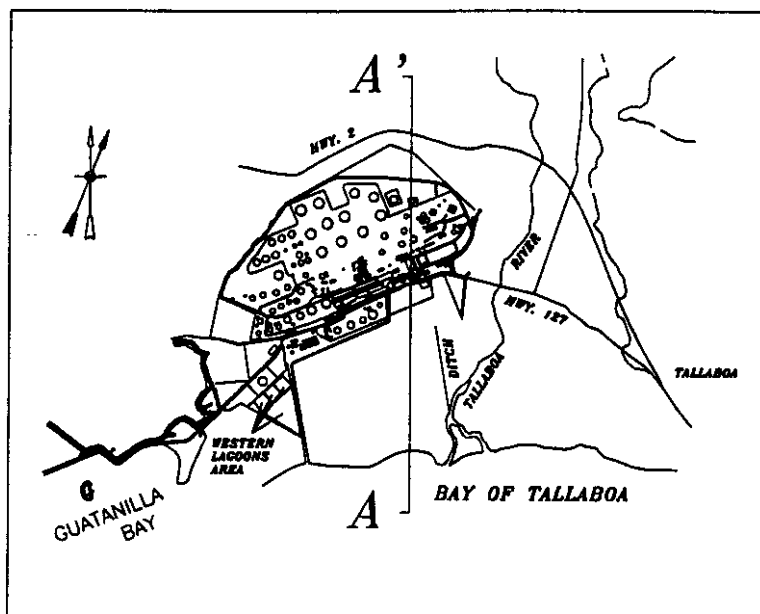 A'
HWY. 2
RIVER
HWY. 127
TALLABOA
DITCH
TALLABOA
WESTERN
LAGOONS
AREA
BAY OF TALLABOA
A
G
GUATANILLA
BAY